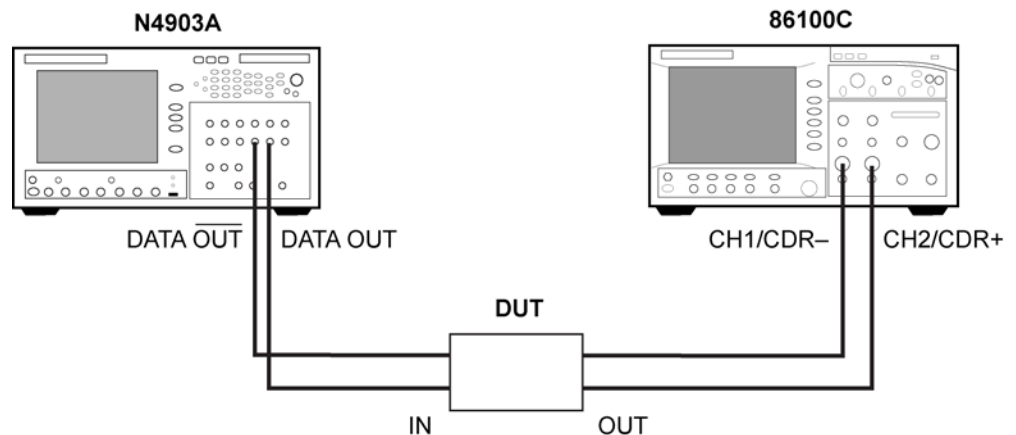 N4903A
86100C
DATA OUT DATA OUT
CH1/CDR– CH2/CDR+
DUT
IN OUT